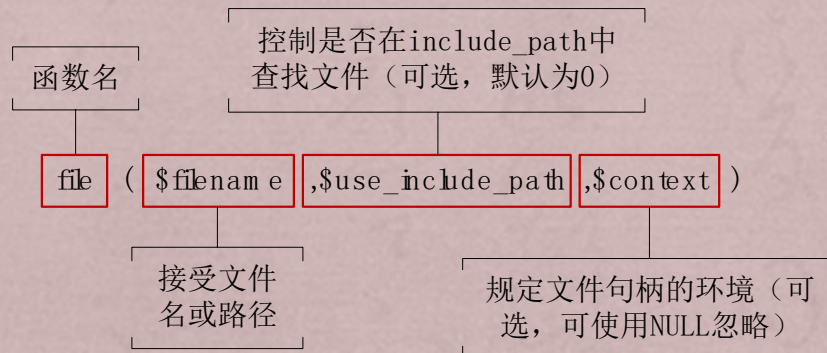 控制是否在include_path中
查找文件（可选，默认为0）
函数名
file ( $filename ,$use_include_path ,$context )
接受文件
名或路径
规定文件句柄的环境（可
选，可使用NULL忽略）